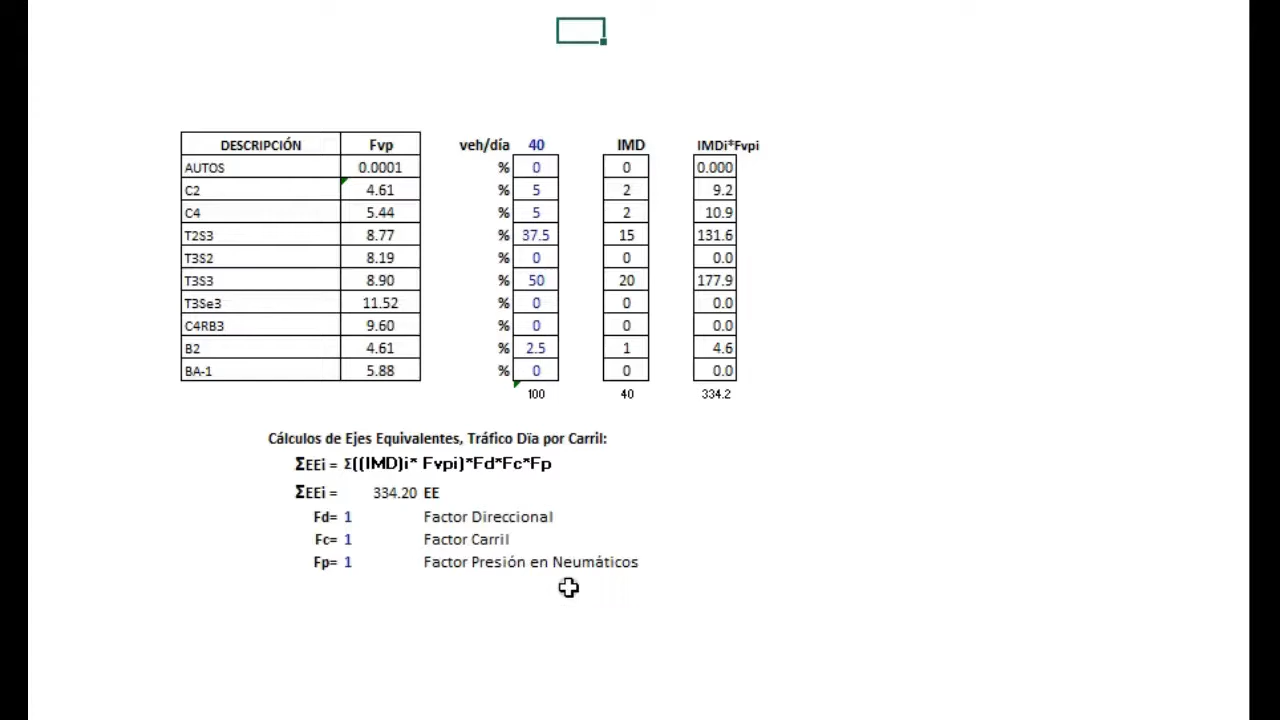 DESCRIPCIÓN Fvp veh/día 40 IMD IMDi*Fvpi
AUTOS 0.0001 % 0 0 0.000
C2 4.61 % 5 2 9.2
C4 5.44 % 5 2 10.9
T2S3 8.77 % 37.5 15 131.6
T3S2 8.19 % 0 0 0.0
T3S3 8.90 % 50 20 177.9
T3Se3 11.52 % 0 0 0.0
C4RB3 9.60 % 0 0 0.0
B2 4.61 % 2.5 1 4.6
BA-1 5.88 % 0 0 0.0
100 40 334.2
Cálculos de Ejes Equivalentes, Tráfico Dïa por Carril:
ΣEEi = Σ((IMD)i* Fvpi)*Fd*Fc*Fp
ΣEEi = 334.20 EE
Fd= 1 Factor Direccional
Fc= 1 Factor Carril
Fp= 1 Factor Presión en Neumáticos